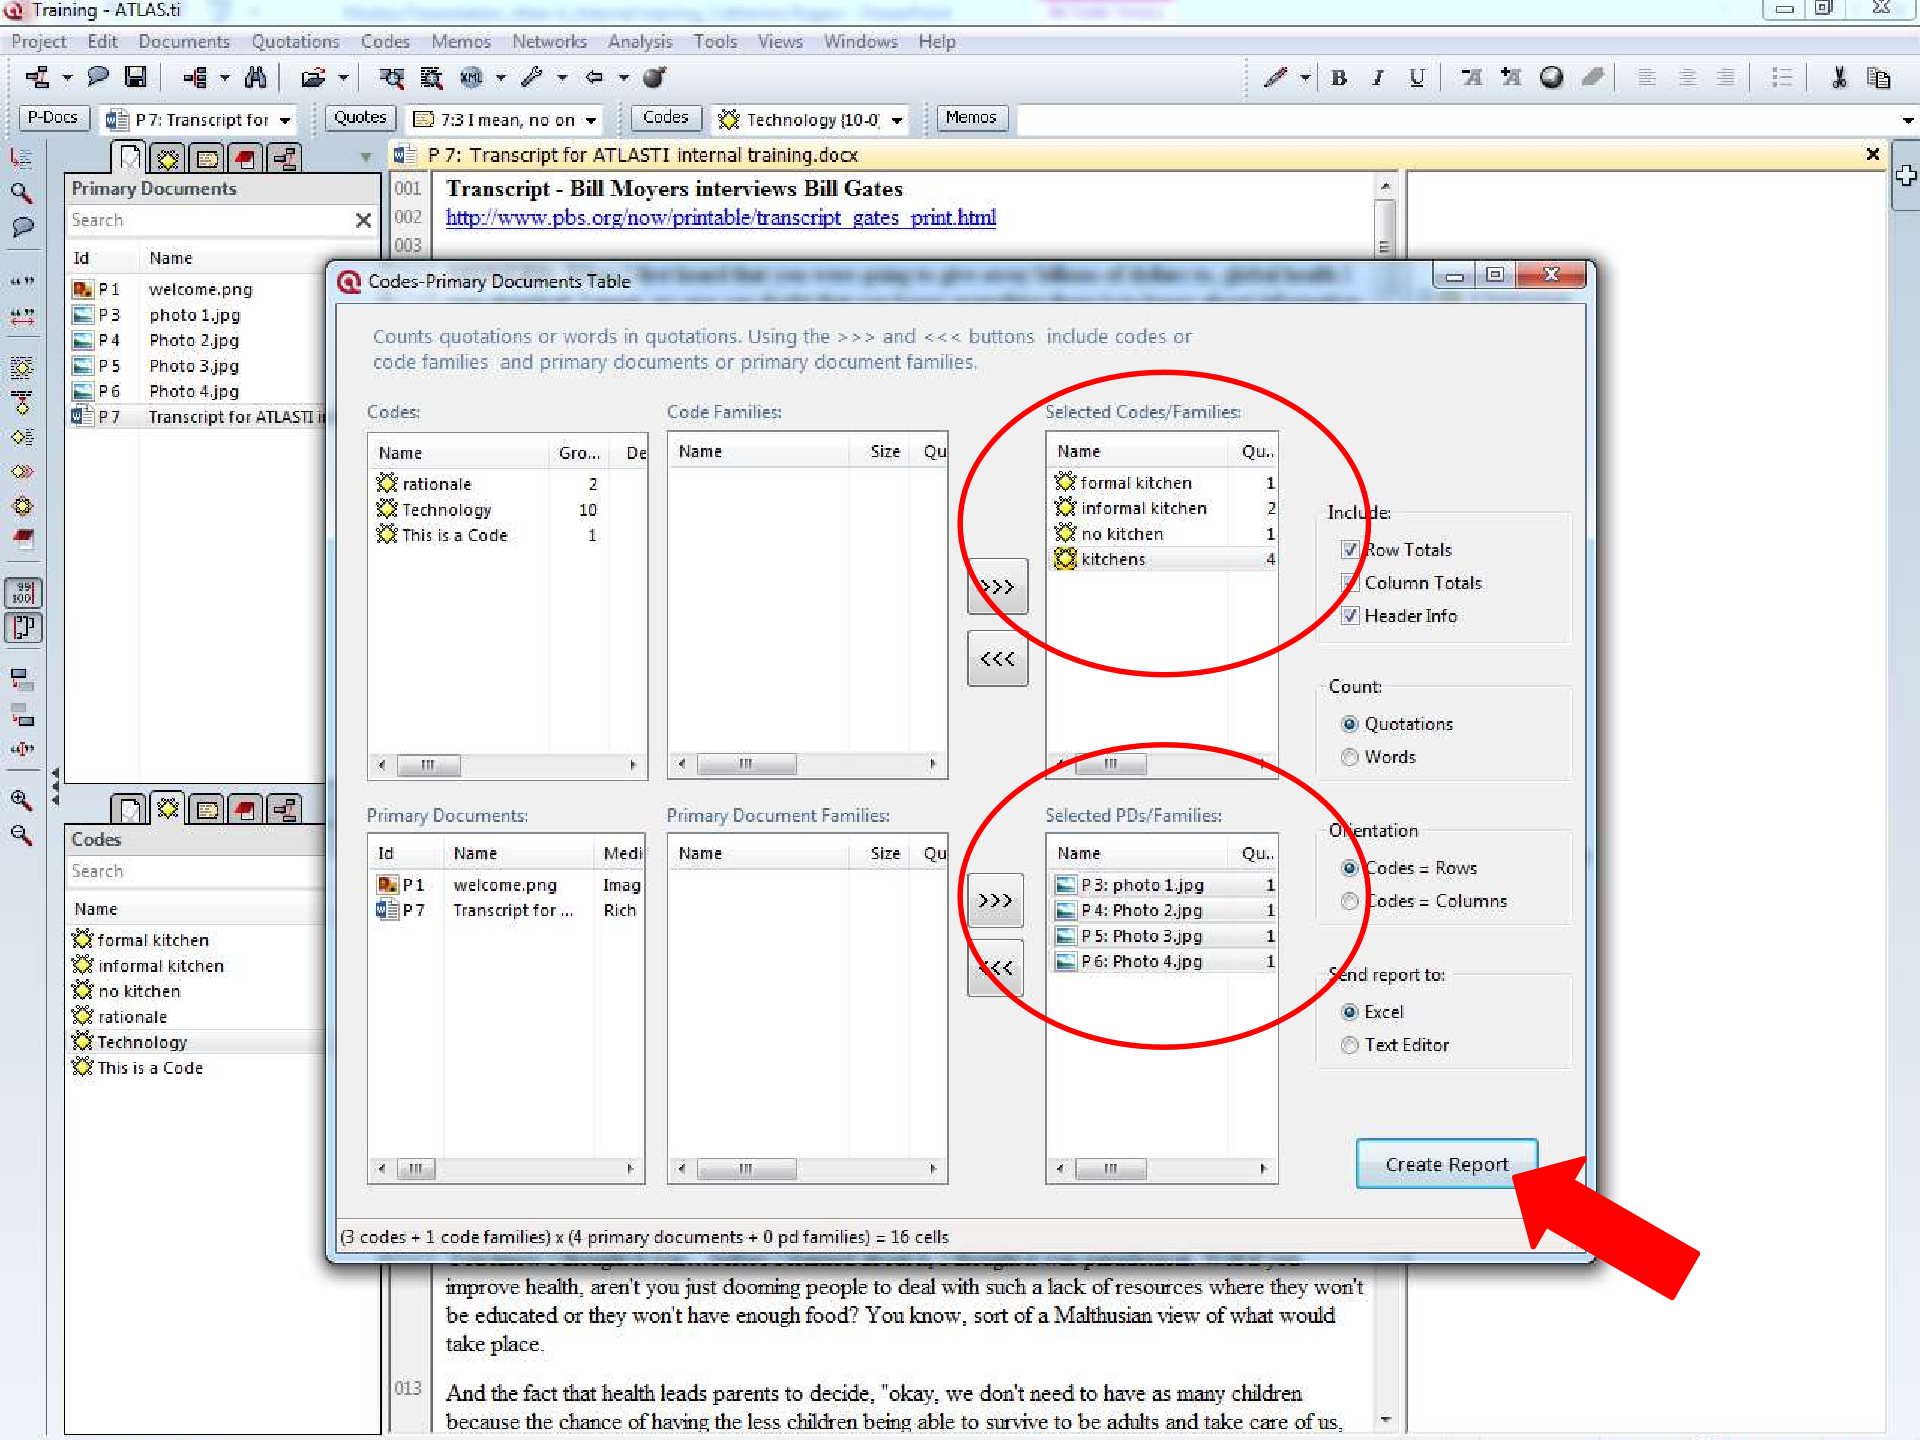 Training - ATLAS.ti
Project Edit Documents Quotations Codes Memos Networks Analysis Tools Views Windows Help
P-Docs P 7: Transcript for Quotes 7:3 I mean, no on Codes Technology {10-0} Memos
P 7: Transcript for ATLASTI internal training.docx
Primary Documents
Search
Id Name
P 1 welcome.png
P 3 photo 1.jpg
P 4 Photo 2.jpg
P 5 Photo 3.jpg
P 6 Photo 4.jpg
P 7 Transcript for ATLASTI
001 Transcript - Bill Moyers interviews Bill Gates
002 http://www.pbs.org/now/printable/transcript_gates_print.html
003
Codes-Primary Documents Table
Counts quotations or words in quotations. Using the >>> and <<< buttons include codes or
code families and primary documents or primary document families.
Codes:
Name Gro... De
rationale 2
Technology 10
This is a Code 1
Code Families:
Name Size Qu
>>>
<<<
Selected Codes/Families:
Name Qu..
formal kitchen 1
informal kitchen 2
no kitchen 1
kitchens 4
Include:
Row Totals
Column Totals
Header Info
Count:
Quotations
Words
Primary Documents:
Id Name Medi
P 1 welcome.png Imag
P 7 Transcript for ... Rich
Primary Document Families:
Name Size Qu
>>>
<<<
Selected PDs/Families:
Name Qu..
P 3: photo 1.jpg 1
P 4: Photo 2.jpg 1
P 5: Photo 3.jpg 1
P 6: Photo 4.jpg 1
Orientation
Codes = Rows
Codes = Columns
Send report to:
Excel
Text Editor
Create Report
(3 codes + 1 code families) x (4 primary documents + 0 pd families) = 16 cells
Codes
Search
Name
formal kitchen
informal kitchen
no kitchen
rationale
Technology
This is a Code
improve health, aren't you just dooming people to deal with such a lack of resources where they won't
be educated or they won't have enough food? You know, sort of a Malthusian view of what would
take place.
013 And the fact that health leads parents to decide, "okay, we don't need to have as many children
because the chance of having the less children being able to survive to be adults and take care of us,